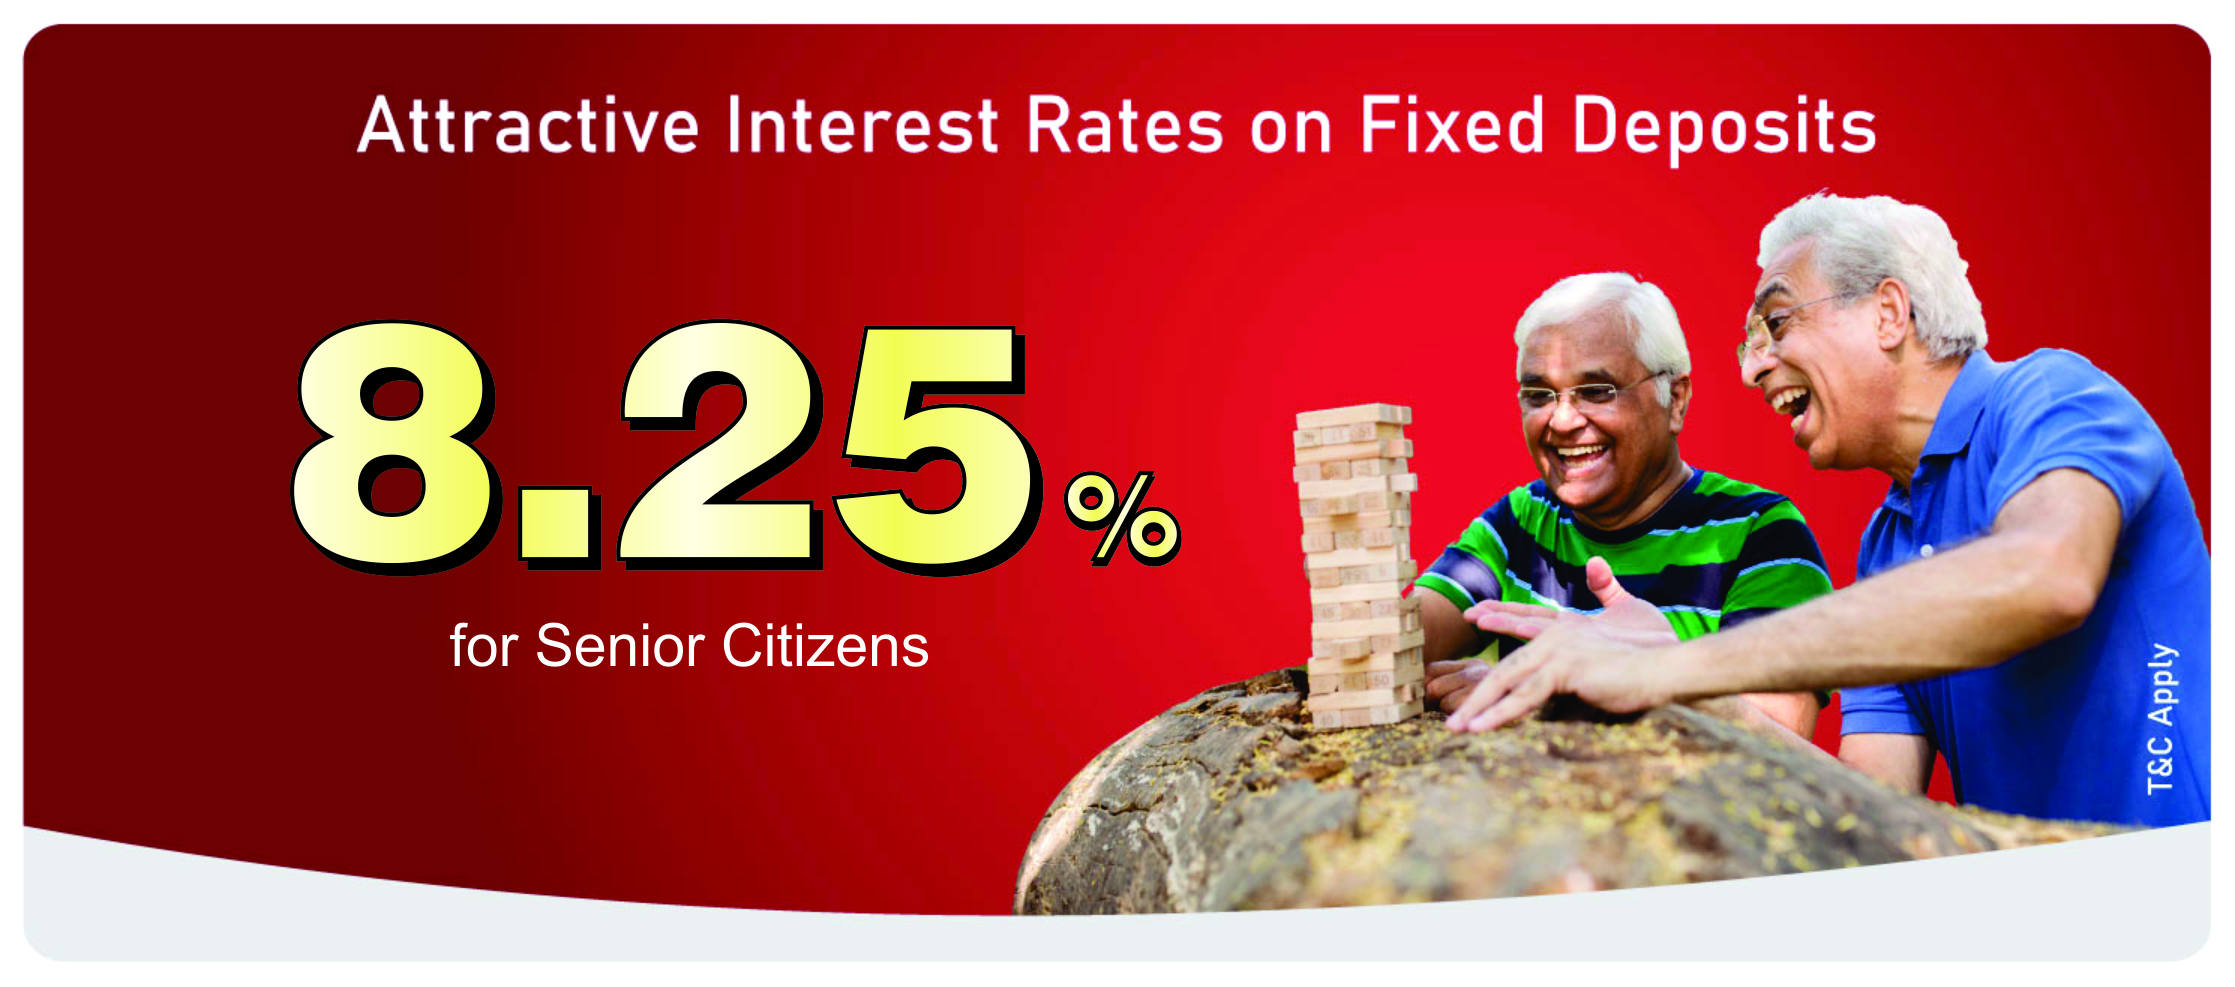 Attractive Interest Rates on Fixed Deposits
8.25%
for Senior Citizens
T&C Apply